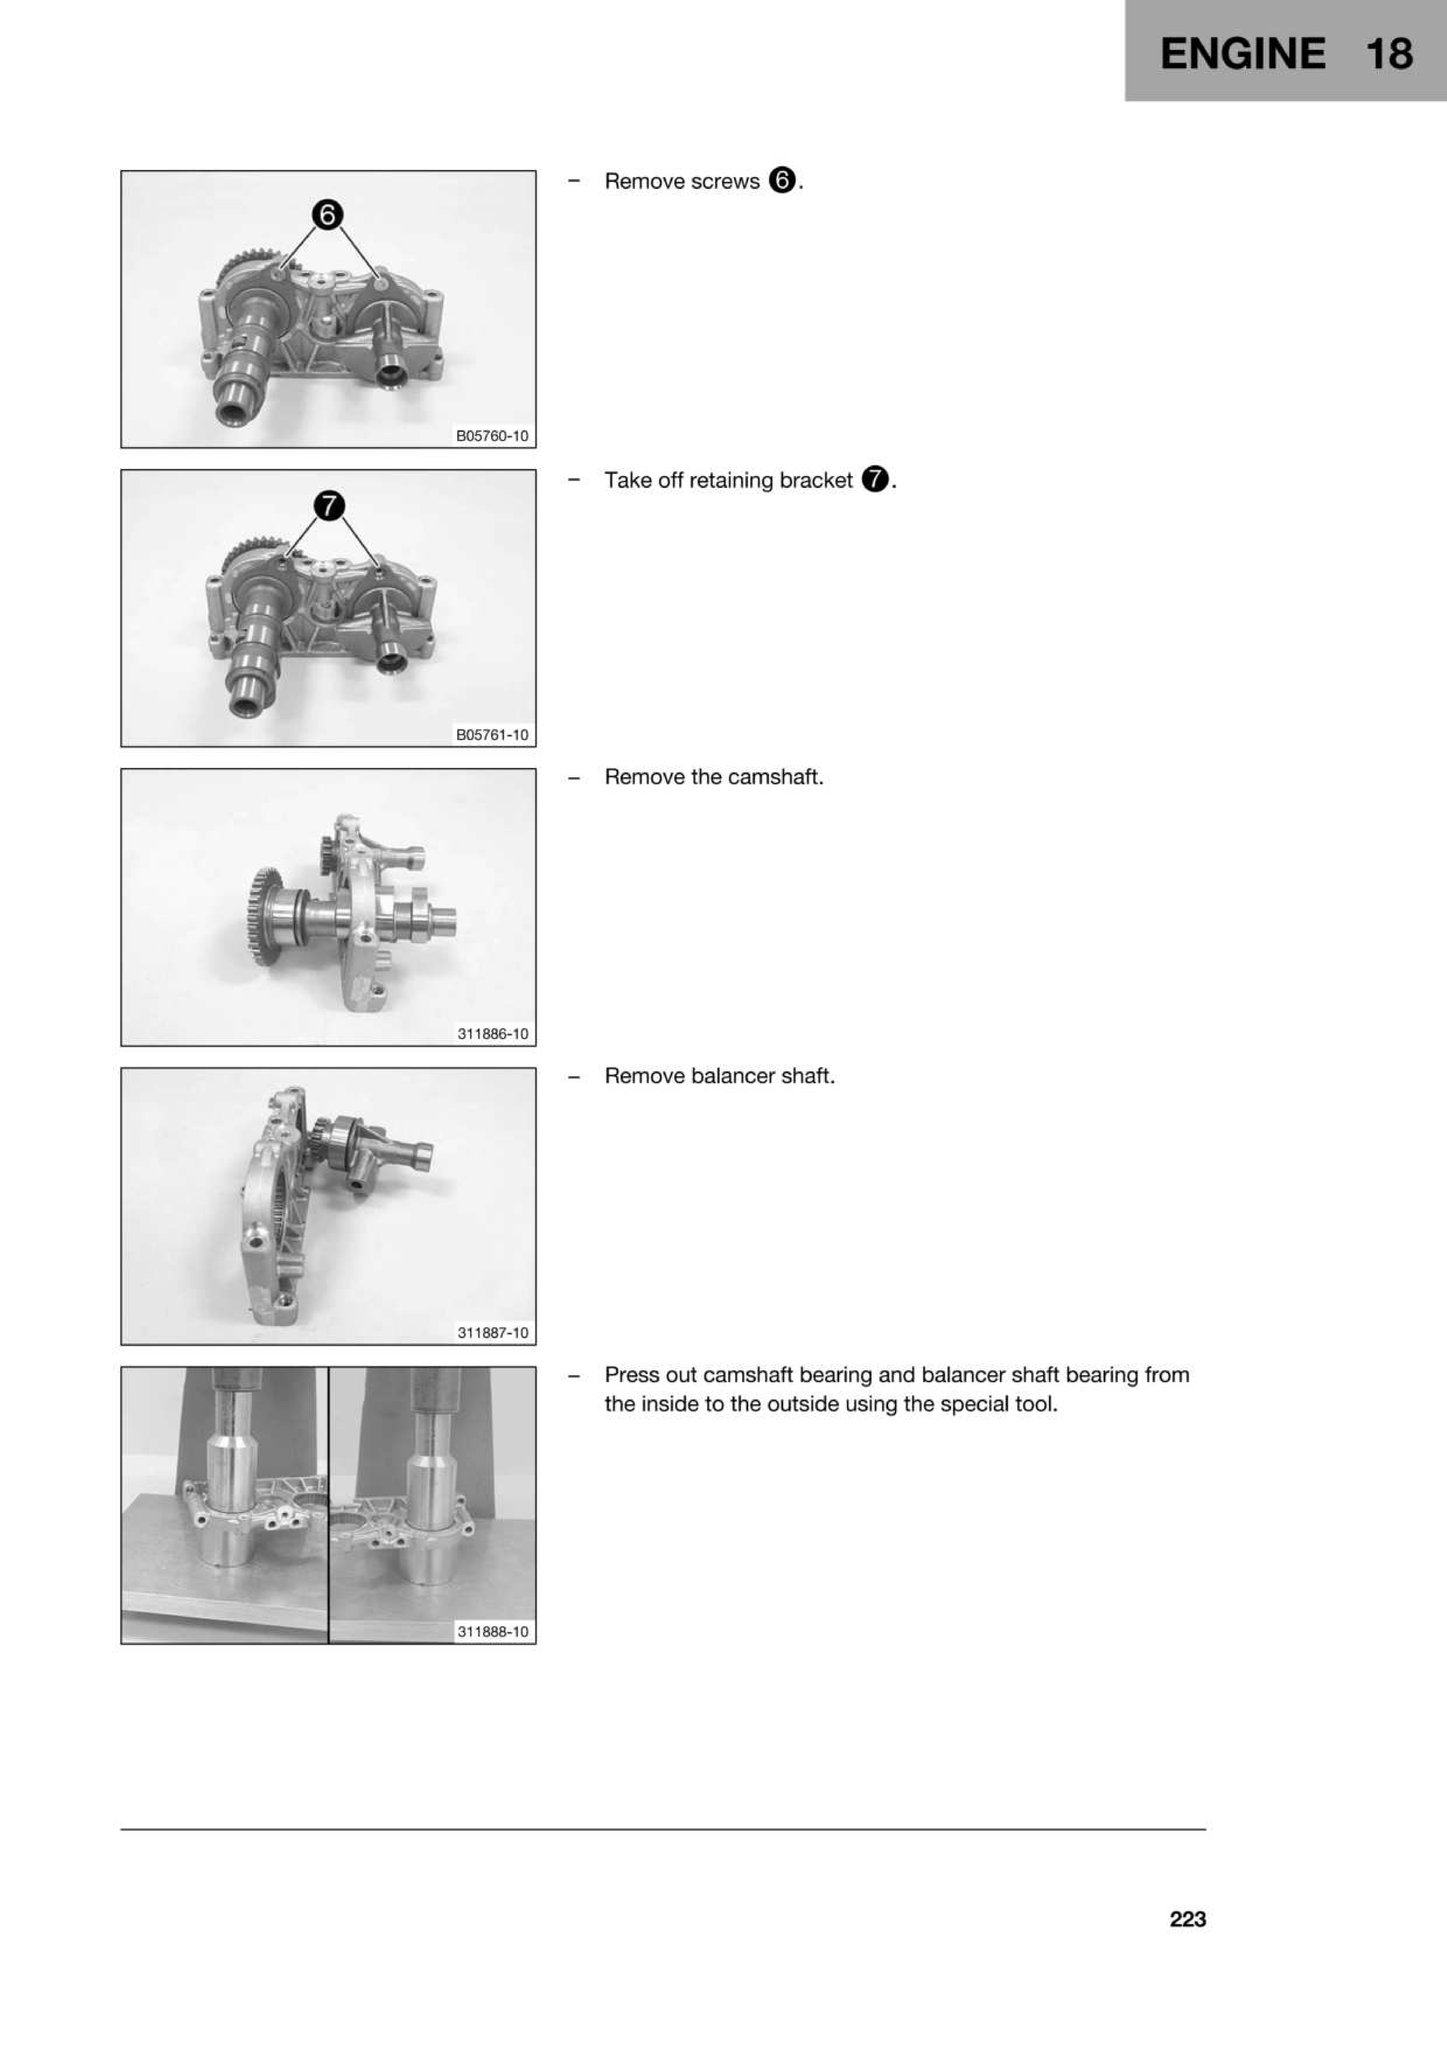 ENGINE 18
– Remove screws 6.
6
B05760-10
– Take off retaining bracket 7.
7
B05761-10
– Remove the camshaft.
311886-10
– Remove balancer shaft.
311887-10
– Press out camshaft bearing and balancer shaft bearing from
the inside to the outside using the special tool.
311888-10
223